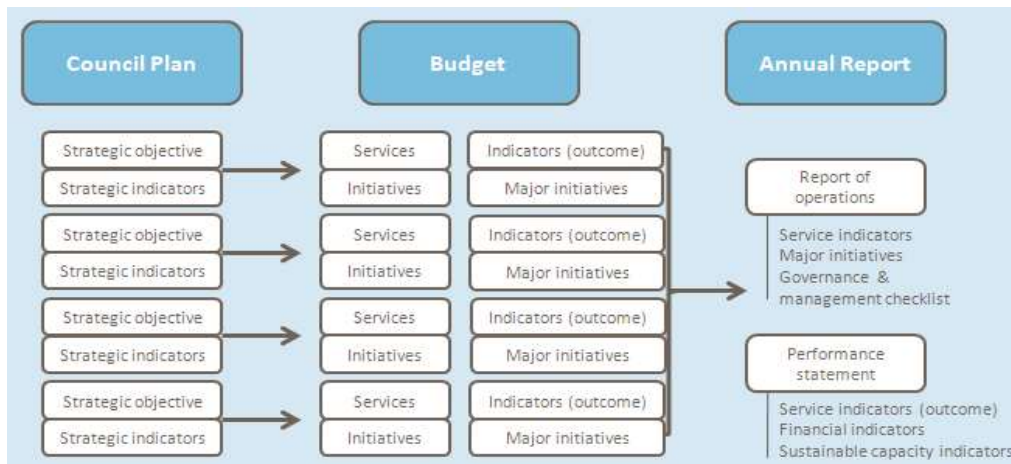 Council Plan
Budget
Annual Report
Strategic objective
Strategic indicators
Services
Initiatives
Indicators (outcome)
Major initiatives
Strategic objective
Strategic indicators
Services
Initiatives
Indicators (outcome)
Major initiatives
Strategic objective
Strategic indicators
Services
Initiatives
Indicators (outcome)
Major initiatives
Strategic objective
Strategic indicators
Services
Initiatives
Indicators (outcome)
Major initiatives
Report of
operations
Service indicators
Major initiatives
Governance &
management checklist
Performance
statement
Service indicators (outcome)
Financial indicators
Sustainable capacity indicators